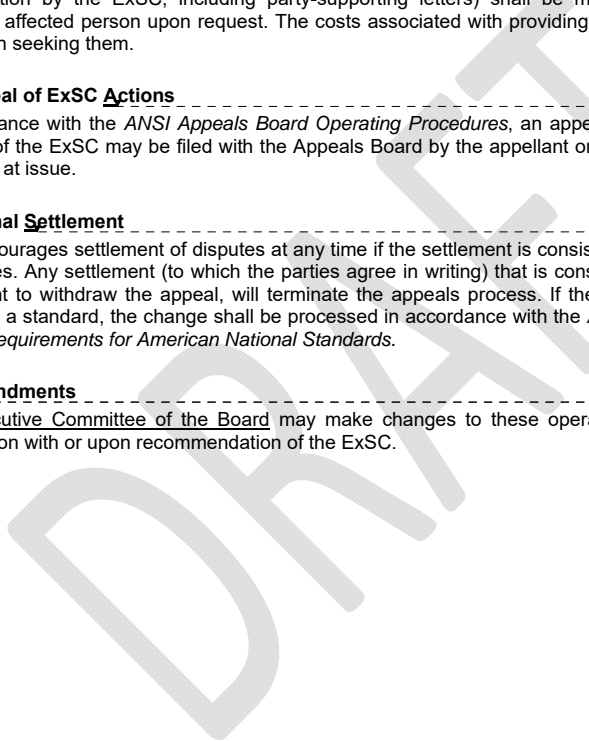 tion by the ExSC, including party-supporting letters) shall be m
affected person upon request. The costs associated with providing
n seeking them.
al of ExSC Actions
ance with the ANSI Appeals Board Operating Procedures, an appe
of the ExSC may be filed with the Appeals Board by the appellant or
at issue.
nal Settlement
ourages settlement of disputes at any time if the settlement is consis
es. Any settlement (to which the parties agree in writing) that is cons
t to withdraw the appeal, will terminate the appeals process. If the
a standard, the change shall be processed in accordance with the
equirements for American National Standards.
ndments
cutive Committee of the Board may make changes to these opera
on with or upon recommendation of the ExSC.
DRAFT